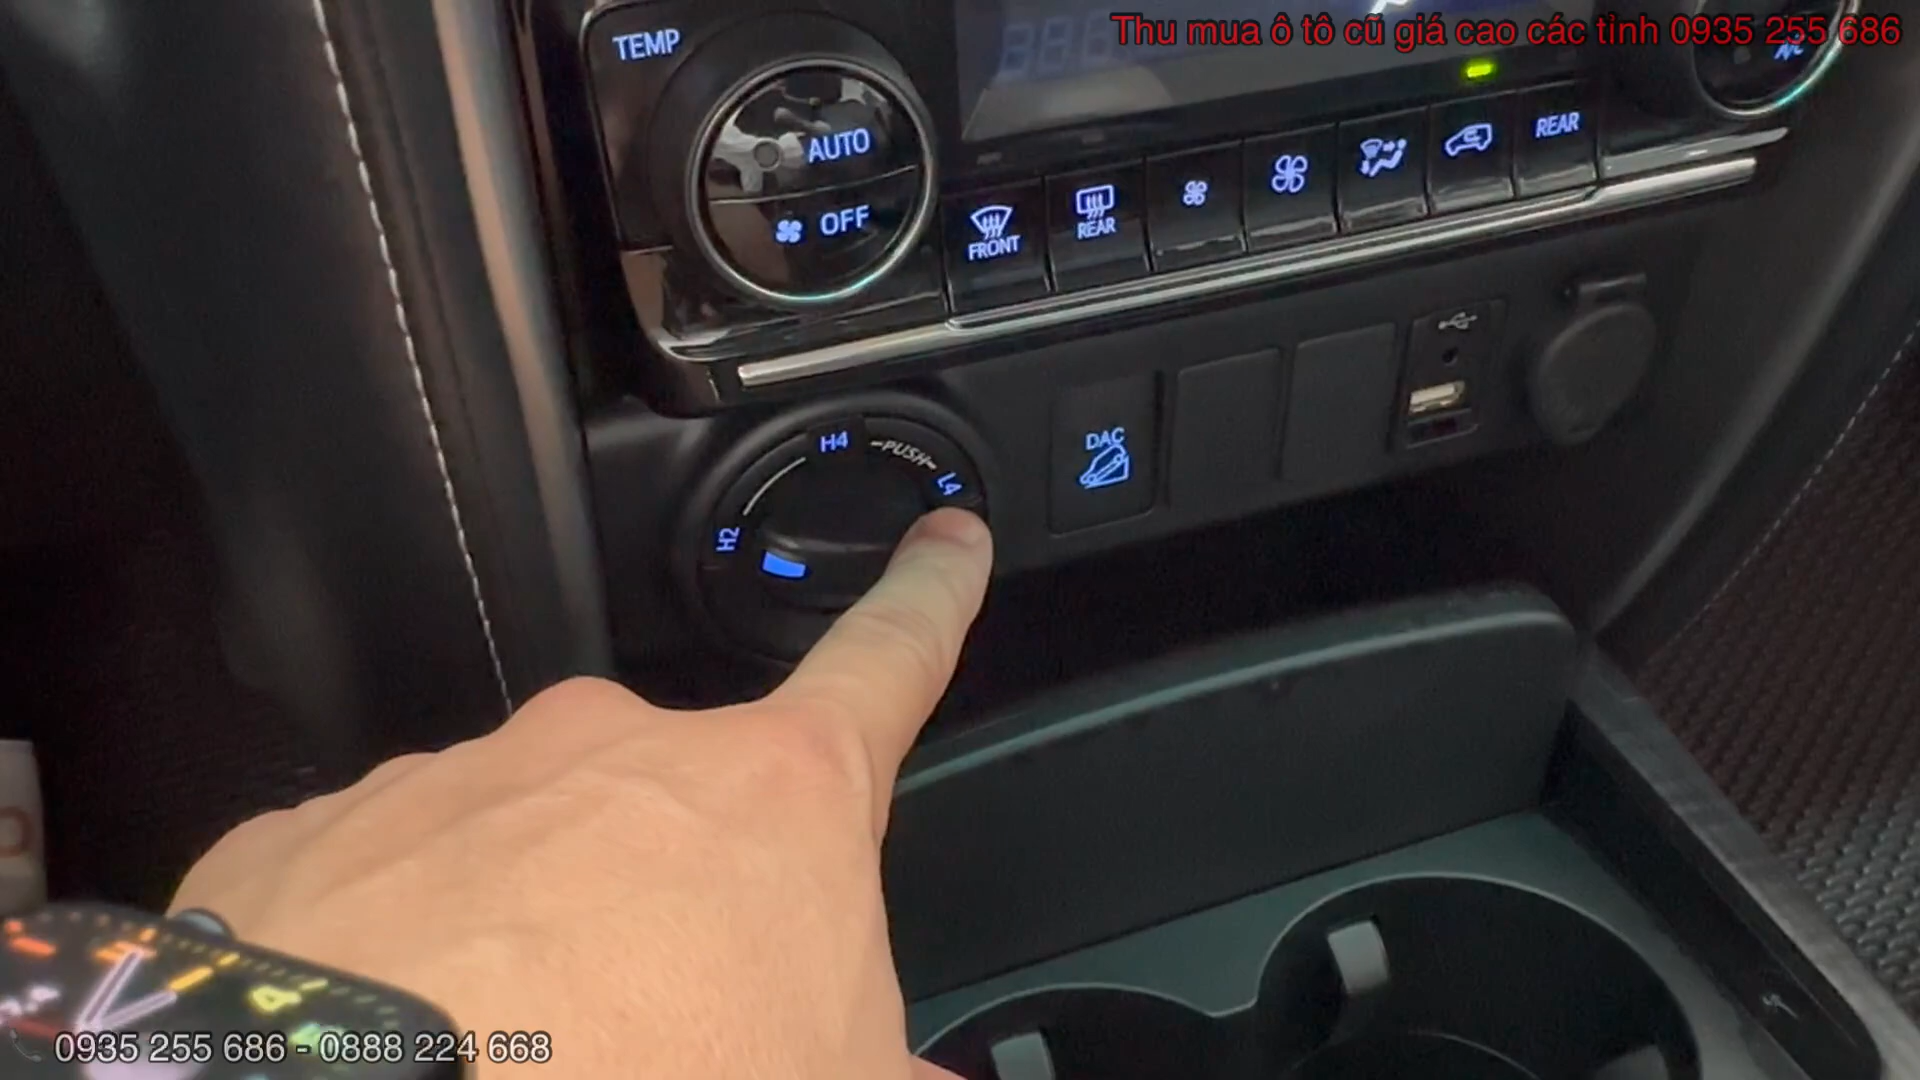 Thu mua ô tô cũ giá cao các tỉnh 0935 255 686
TEMP
A/C
AUTO
OFF
FRONT
REAR
REAR
H4
PUSH
L4
H2
DAC
4
0935 255 686 - 0888 224 668